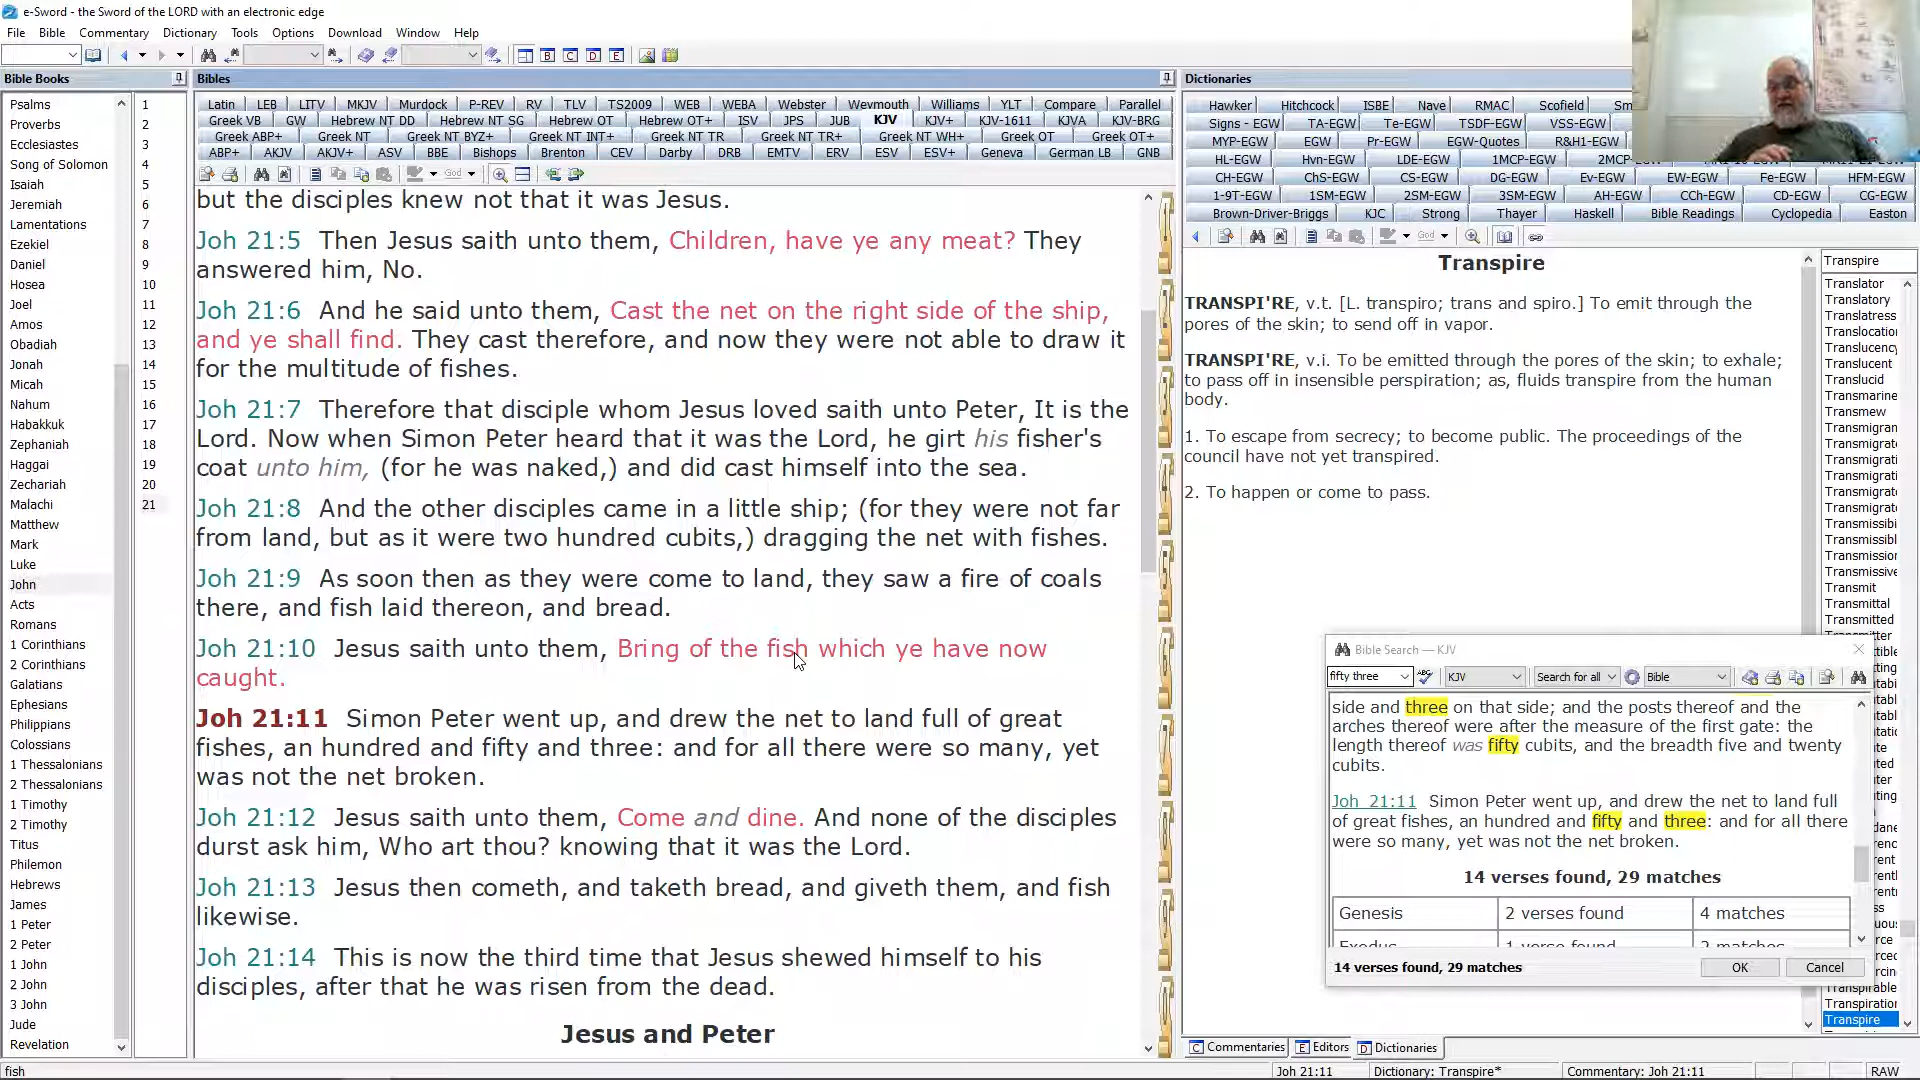 e-Sword - the Sword of the LORD with an electronic edge
File Bible Commentary Dictionary Tools Options Download Window Help
B C D E
Bible Books
Psalms 1
Proverbs 2
Ecclesiastes 3
Song of Solomon 4
Isaiah 5
Jeremiah 6
Lamentations 7
Ezekiel 8
Daniel 9
Hosea 10
Joel 11
Amos 12
Obadiah 13
Jonah 14
Micah 15
Nahum 16
Habakkuk 17
Zephaniah 18
Haggai 19
Zechariah 20
Malachi 21
Matthew
Mark
Luke
John
Acts
Romans
1 Corinthians
2 Corinthians
Galatians
Ephesians
Philippians
Colossians
1 Thessalonians
2 Thessalonians
1 Timothy
2 Timothy
Titus
Philemon
Hebrews
James
1 Peter
2 Peter
1 John
2 John
3 John
Jude
Revelation
Bibles
Latin LEB LITV MKJV Murdock P-REV RV TLV TS2009 WEB WEBA Webster Weymouth Williams YLT Compare Parallel
Greek VB GW Hebrew NT DD Hebrew NT SG Hebrew OT Hebrew OT+ ISV JPS JUB KJV KJV+ KJV-1611 KJVA KJV-BRG
Greek ABP+ Greek NT Greek NT BYZ+ Greek NT INT+ Greek NT TR Greek NT TR+ Greek NT WH+ Greek OT Greek OT+
ABP+ AKJV AKJV+ ASV BBE Bishops Brenton CEV Darby DRB EMTV ERV ESV ESV+ Geneva German LB GNB
God
but the disciples knew not that it was Jesus.
Joh 21:5 Then Jesus saith unto them, Children, have ye any meat? They
answered him, No.
Joh 21:6 And he said unto them, Cast the net on the right side of the ship,
and ye shall find. They cast therefore, and now they were not able to draw it
for the multitude of fishes.
Joh 21:7 Therefore that disciple whom Jesus loved saith unto Peter, It is the
Lord. Now when Simon Peter heard that it was the Lord, he girt his fisher's
coat unto him, (for he was naked,) and did cast himself into the sea.
Joh 21:8 And the other disciples came in a little ship; (for they were not far
from land, but as it were two hundred cubits,) dragging the net with fishes.
Joh 21:9 As soon then as they were come to land, they saw a fire of coals
there, and fish laid thereon, and bread.
Joh 21:10 Jesus saith unto them, Bring of the fish which ye have now
caught.
Joh 21:11 Simon Peter went up, and drew the net to land full of great
fishes, an hundred and fifty and three: and for all there were so many, yet
was not the net broken.
Joh 21:12 Jesus saith unto them, Come and dine. And none of the disciples
durst ask him, Who art thou? knowing that it was the Lord.
Joh 21:13 Jesus then cometh, and taketh bread, and giveth them, and fish
likewise.
Joh 21:14 This is now the third time that Jesus shewed himself to his
disciples, after that he was risen from the dead.
Jesus and Peter
Dictionaries
Hawker Hitchcock ISBE Nave RMAC Scofield
Signs - EGW TA-EGW Te-EGW TSDF-EGW VSS-EGW
MYP-EGW EGW Pr-EGW EGW-Quotes R&H1-EGW
HL-EGW Hvn-EGW LDE-EGW 1MCP-EGW
CH-EGW ChS-EGW CS-EGW DG-EGW Ev-EGW EW-EGW Fe-EGW HFM-EGW
1-9T-EGW 1SM-EGW 2SM-EGW 3SM-EGW AH-EGW CCh-EGW CD-EGW CG-EGW
Brown-Driver-Briggs KJC Strong Thayer Haskell Bible Readings Cyclopedia Easton
God
Transpire
TRANSPI'RE, v.t. [L. transpiro; trans and spiro.] To emit through the
pores of the skin; to send off in vapor.
TRANSPI'RE, v.i. To be emitted through the pores of the skin; to exhale;
to pass off in insensible perspiration; as, fluids transpire from the human
body.
1. To escape from secrecy; to become public. The proceedings of the
council have not yet transpired.
2. To happen or come to pass.
Transpire
Translator
Translatory
Translatress
Translucid
Transmew
Transmit
Transmittal
Transmitted
Bible Search — KJV
fifty three KJV Search for all Bible
side and three on that side; and the posts thereof and the
arches thereof were after the measure of the first gate: the
length thereof was fifty cubits, and the breadth five and twenty
cubits.
Joh 21:11 Simon Peter went up, and drew the net to land full
of great fishes, an hundred and fifty and three: and for all there
were so many, yet was not the net broken.
14 verses found, 29 matches
Genesis 2 verses found 4 matches
Exodus 1 verse found 2 matches
14 verses found, 29 matches OK Cancel
Transpirable
Transpire
C Commentaries E Editors D Dictionaries
fish Joh 21:11 Dictionary: Transpire* Commentary: Joh 21:11 RAW